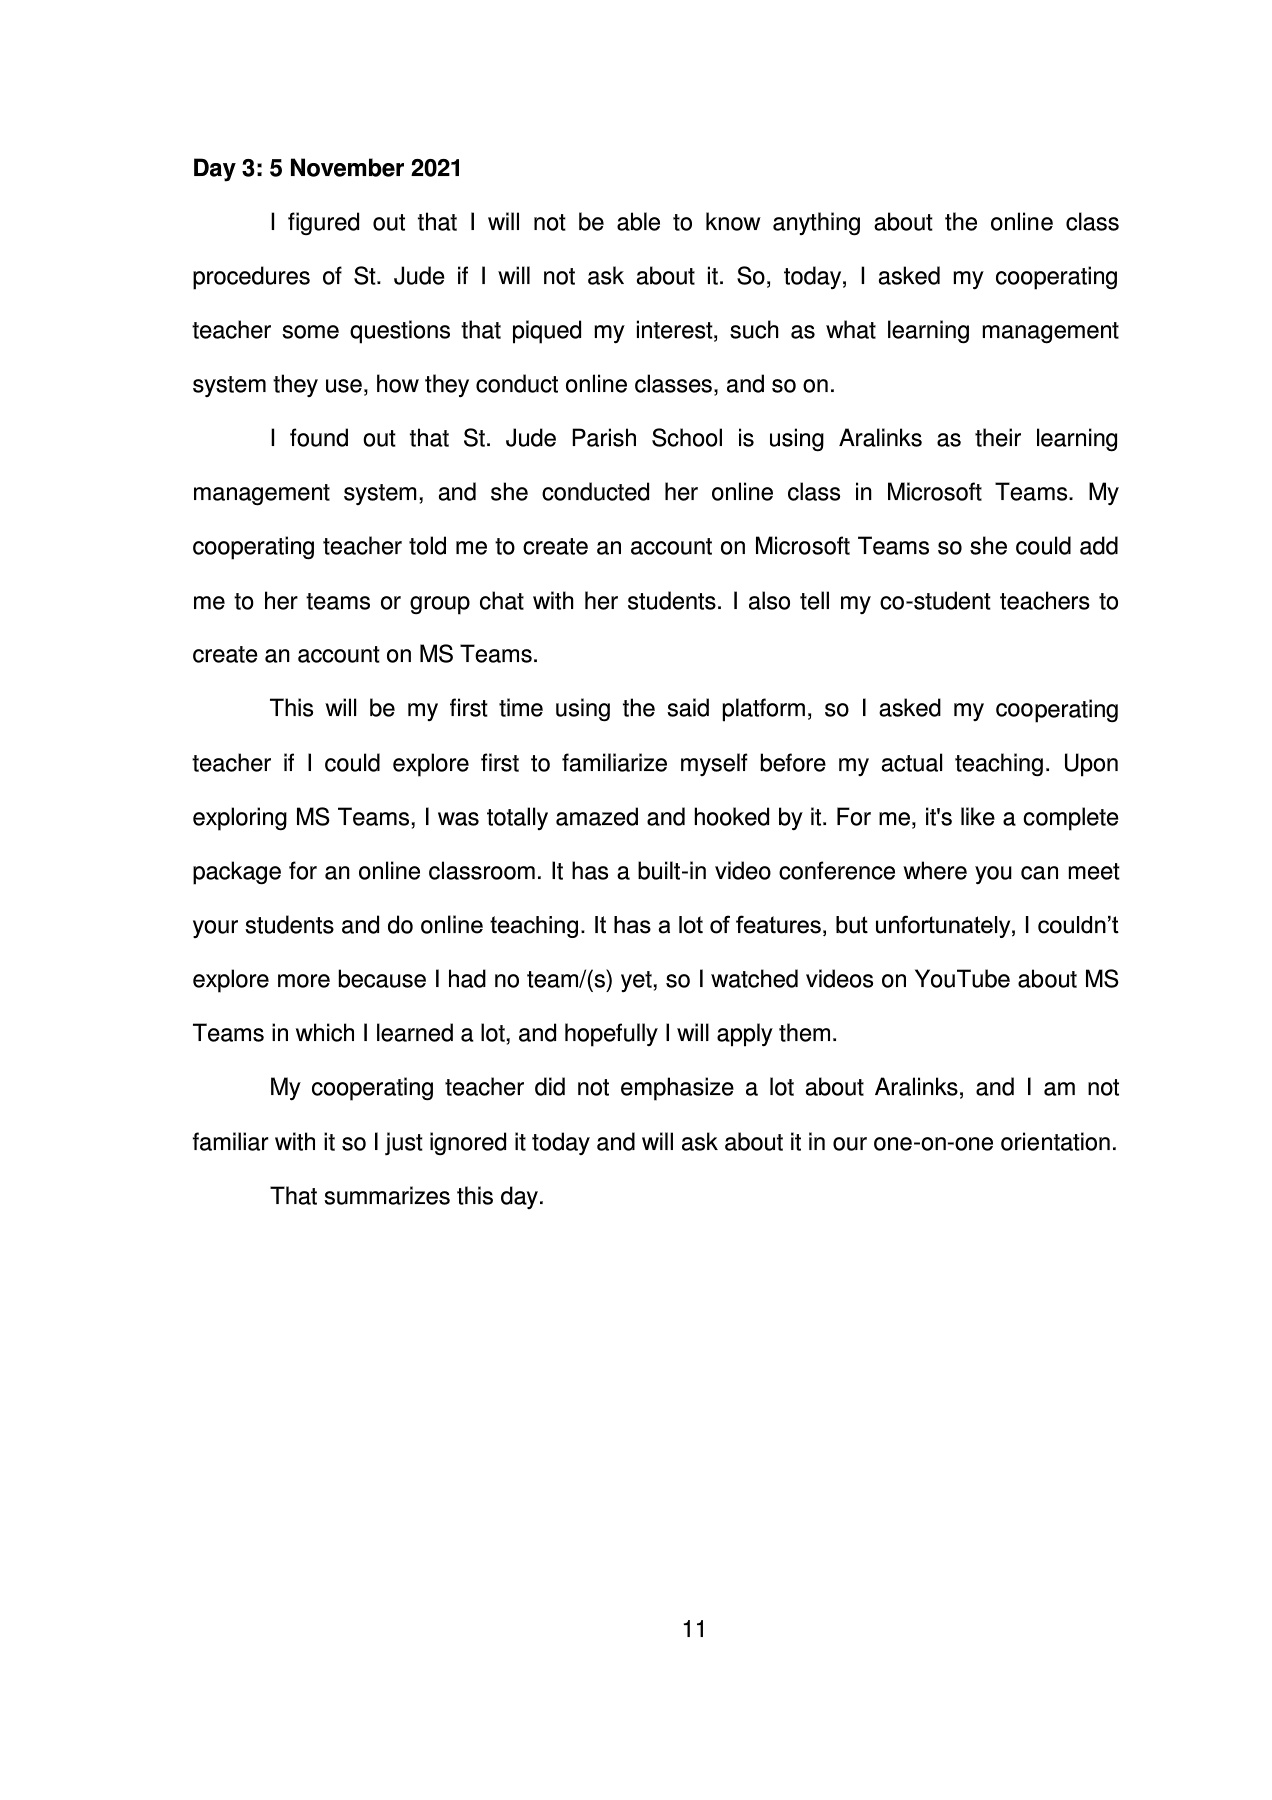 Day 3: 5 November 2021
I figured out that I will not be able to know anything about the online class
procedures of St. Jude if I will not ask about it. So, today, I asked my cooperating
teacher some questions that piqued my interest, such as what learning management
system they use, how they conduct online classes, and so on.
I found out that St. Jude Parish School is using Aralinks as their learning
management system, and she conducted her online class in Microsoft Teams. My
cooperating teacher told me to create an account on Microsoft Teams so she could add
me to her teams or group chat with her students. I also tell my co-student teachers to
create an account on MS Teams.
This will be my first time using the said platform, so I asked my cooperating
teacher if I could explore first to familiarize myself before my actual teaching. Upon
exploring MS Teams, I was totally amazed and hooked by it. For me, it's like a complete
package for an online classroom. It has a built-in video conference where you can meet
your students and do online teaching. It has a lot of features, but unfortunately, I couldn’t
explore more because I had no team/(s) yet, so I watched videos on YouTube about MS
Teams in which I learned a lot, and hopefully I will apply them.
My cooperating teacher did not emphasize a lot about Aralinks, and I am not
familiar with it so I just ignored it today and will ask about it in our one-on-one orientation.
That summarizes this day.
11